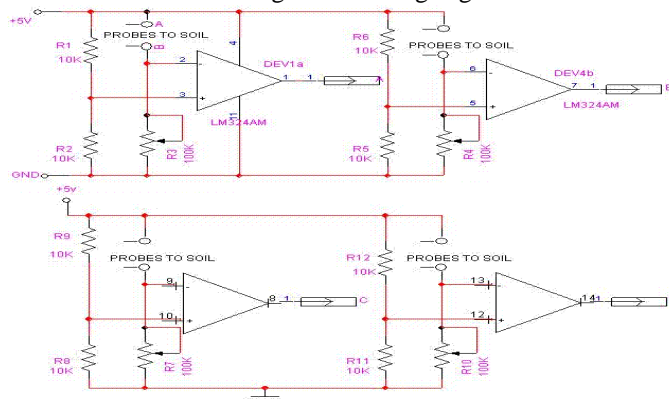 +5V
A
R1
10K
PROBES TO SOIL
B
4
2
-
DEV1a
1 1
A
3
+
LM324AM
11
R2
10K
R3
100K
GND
R6
10K
PROBES TO SOIL
6
-
DEV4b
7 1
5
+
LM324AM
R5
10K
R4
100K
+5v
R9
10K
PROBES TO SOIL
9
-
8 1
C
10
+
R8
10K
R7
100K
R12
10K
PROBES TO SOIL
13
-
14 1
12
+
R11
10K
R10
100K